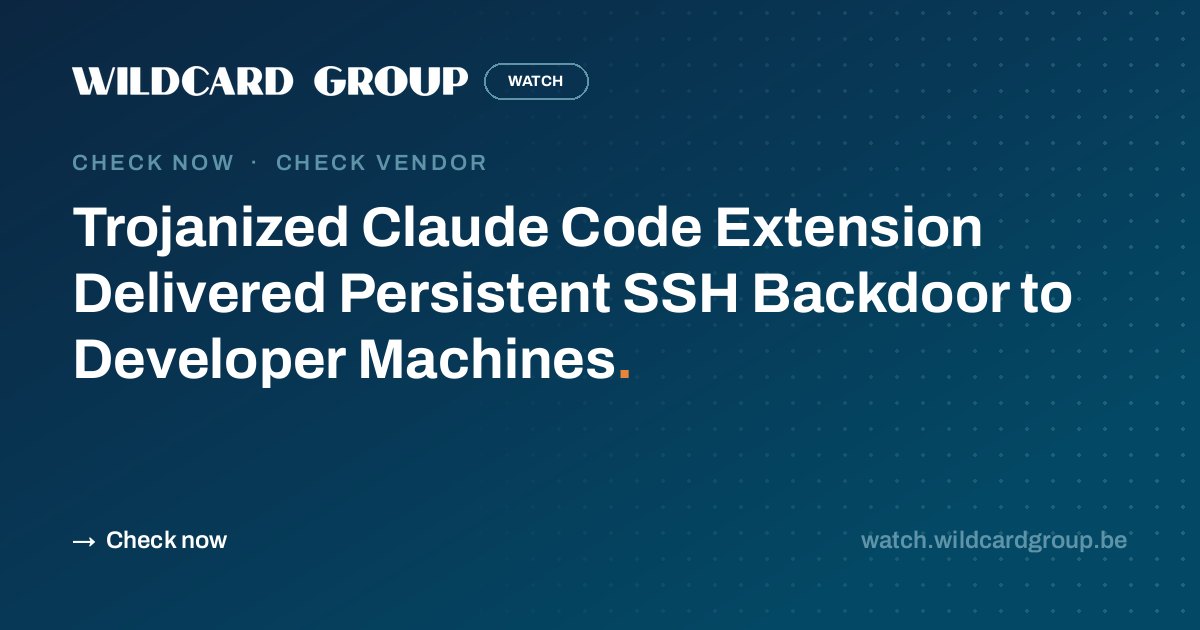 WILDCARD GROUP WATCH
CHECK NOW · CHECK VENDOR
Trojanized Claude Code Extension
Delivered Persistent SSH Backdoor to
Developer Machines.
→ Check now
watch.wildcardgroup.be